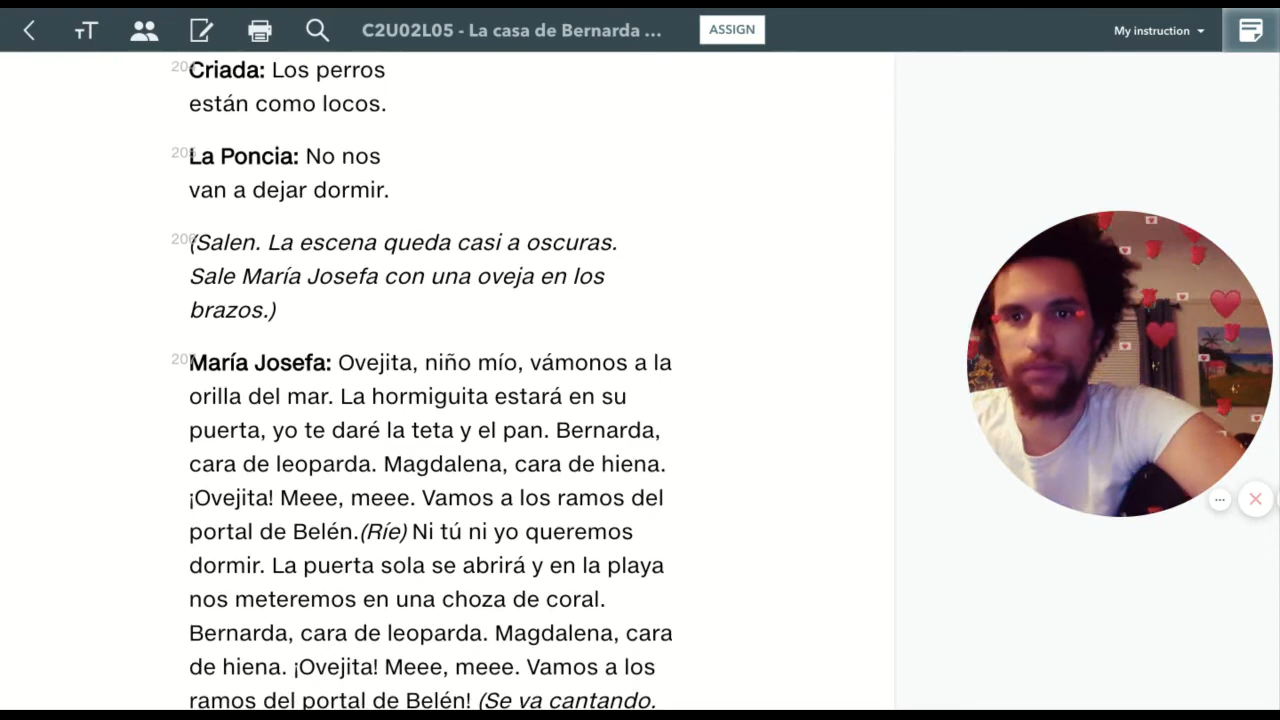 C2U02L05 - La casa de Bernarda ...
ASSIGN
My instruction
204
Criada: Los perros
están como locos.
205
La Poncia: No nos
van a dejar dormir.
206
(Salen. La escena queda casi a oscuras.
Sale María Josefa con una oveja en los
brazos.)
207
María Josefa: Ovejita, niño mío, vámonos a la
orilla del mar. La hormiguita estará en su
puerta, yo te daré la teta y el pan. Bernarda,
cara de leoparda. Magdalena, cara de hiena.
¡Ovejita! Meee, meee. Vamos a los ramos del
portal de Belén.(Ríe) Ni tú ni yo queremos
dormir. La puerta sola se abrirá y en la playa
nos meteremos en una choza de coral.
Bernarda, cara de leoparda. Magdalena, cara
de hiena. ¡Ovejita! Meee, meee. Vamos a los
ramos del portal de Belén! (Se va cantando.